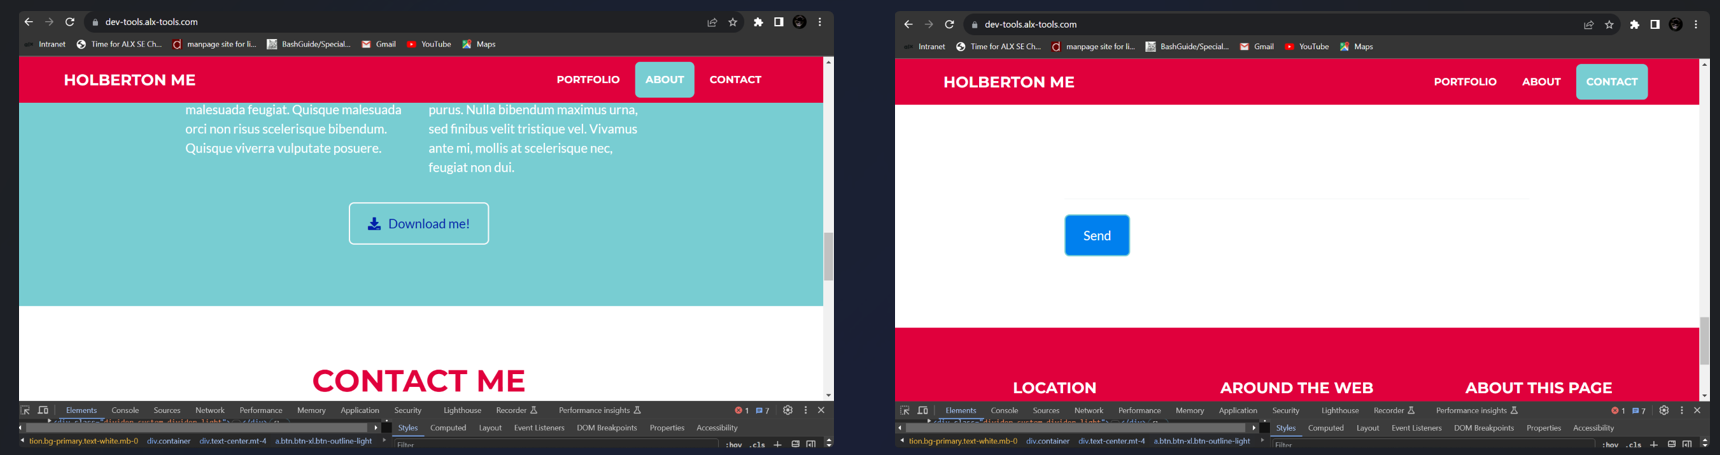 dev-tools.alx-tools.com
Intranet Time for ALX SE Ch... manpage site for li... BashGuide/Special... Gmail YouTube Maps
HOLBERTON ME PORTFOLIO ABOUT CONTACT
malesuada feugiat. Quisque malesuada
orci non risus scelerisque bibendum.
Quisque viverra vulputate posuere.
purus. Nulla bibendum maximus urna,
sed finibus velit tristique vel. Vivamus
ante mi, mollis at scelerisque nec,
feugiat non dui.
Download me!
CONTACT ME
Elements Console Sources Network Performance Memory Application Security Lighthouse Recorder Performance insights 1 7
Styles Computed Layout Event Listeners DOM Breakpoints Properties Accessibility
tion.bg-primary.text-white.mb-0 div.container div.text-center.mt-4 a.btn.btn-xl.btn-outline-light Filter :hov .cls
dev-tools.alx-tools.com
Intranet Time for ALX SE Ch... manpage site for li... BashGuide/Special... Gmail YouTube Maps
HOLBERTON ME PORTFOLIO ABOUT CONTACT
Send
LOCATION AROUND THE WEB ABOUT THIS PAGE
Elements Console Sources Network Performance Memory Application Security Lighthouse Recorder Performance insights 1 7
Styles Computed Layout Event Listeners DOM Breakpoints Properties Accessibility
tion.bg-primary.text-white.mb-0 div.container div.text-center.mt-4 a.btn.btn-xl.btn-outline-light Filter :hov .cls